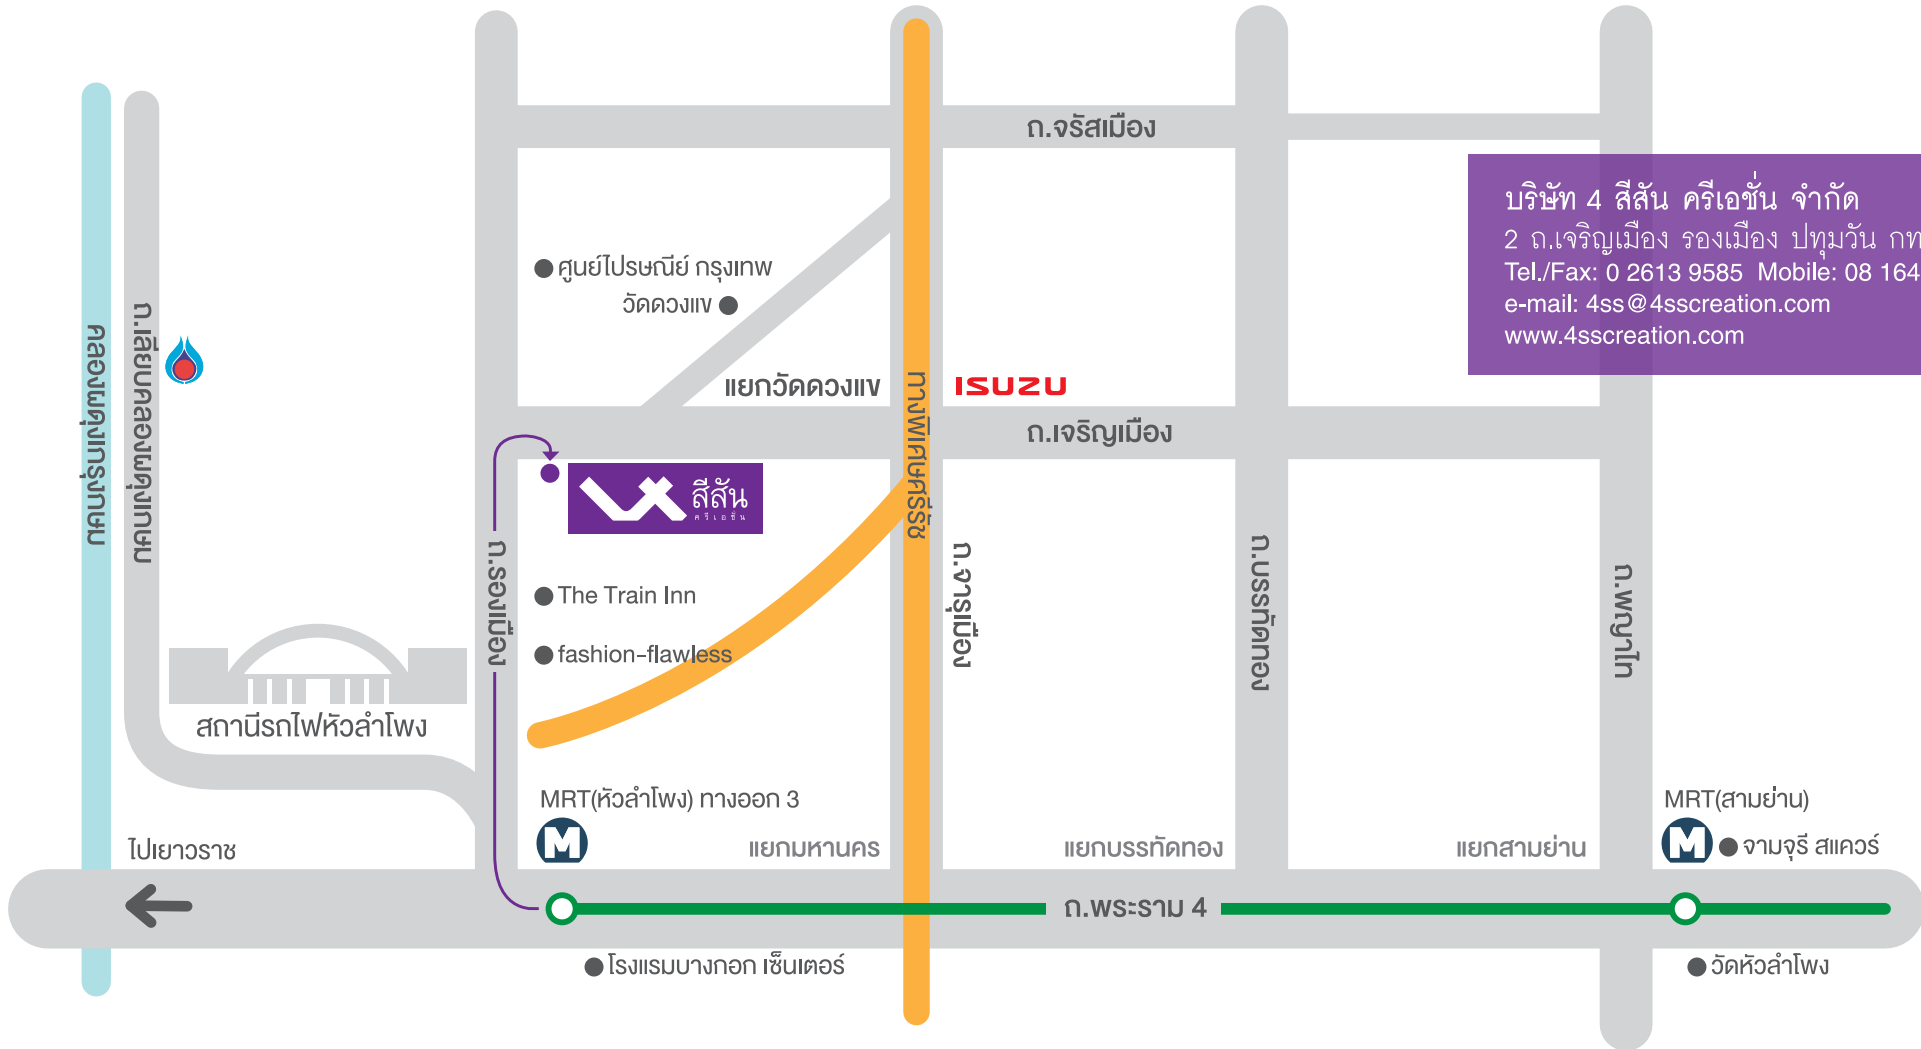 ถ.จรัสเมือง
บริษัท 4 สีสัน ครีเอชั่น จำกัด
2 ถ.เจริญเมือง รองเมือง ปทุมวัน กท
Tel./Fax: 0 2613 9585 Mobile: 08 164
e-mail: 4ss@4sscreation.com
www.4sscreation.com
ศูนย์ไปรษณีย์ กรุงเทพ
วัดดวงแข
คลองผดุงกรุงเกษม
ถ.เลียบคลองผดุงเกษม
แยกวัดดวงแข
ทางพิเศษศรีรัช
ISUZU
ถ.เจริญเมือง
สีสัน
ครีเอชั่น
ถ.รองเมือง
The Train Inn
fashion-flawless
ถ.จารุเมือง
ถ.บรรทัดทอง
ถ.พญาไท
สถานีรถไฟหัวลำโพง
MRT(หัวลำโพง) ทางออก 3
M
MRT(สามย่าน)
M
จามจุรี สแควร์
ไปเยาวราช
แยกมหานคร
แยกบรรทัดทอง
แยกสามย่าน
ถ.พระราม 4
โรงแรมบางกอก เซ็นเตอร์
วัดหัวลำโพง